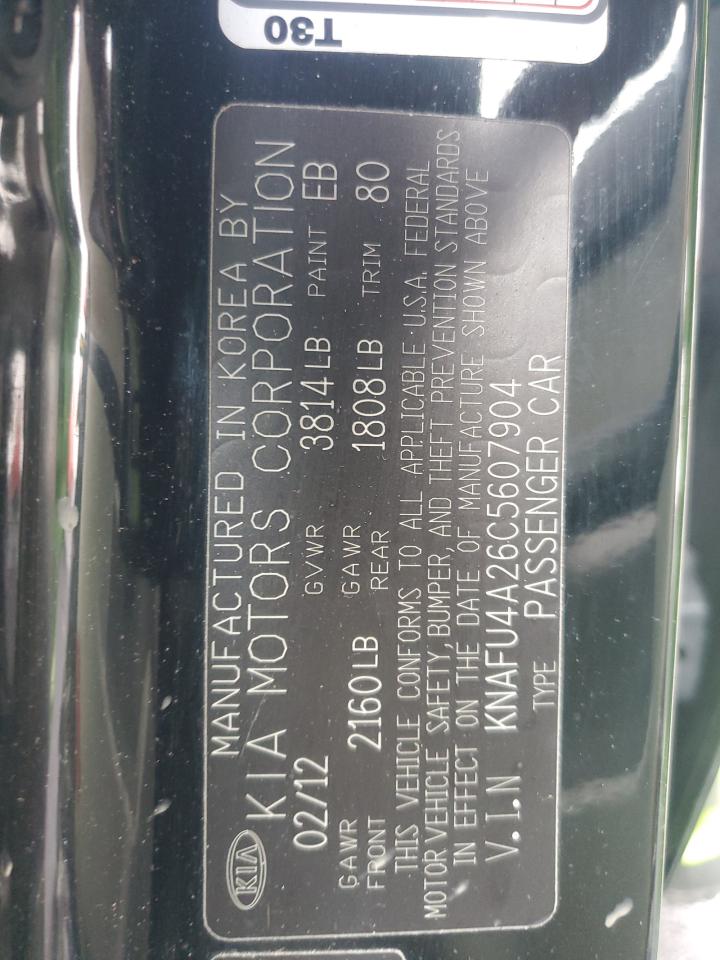 T30
MANUFACTURED IN KOREA BY
KIA KIA MOTORS CORPORATION
02/12 GVWR 3814LB PAINT EB
GAWR FRONT 2160LB GAWR REAR 1808LB TRIM 80
THIS VEHICLE CONFORMS TO ALL APPLICABLE U.S.A. FEDERAL
MOTOR VEHICLE SAFETY, BUMPER, AND THEFT PREVENTION STANDARDS
IN EFFECT ON THE DATE OF MANUFACTURE SHOWN ABOVE
V.I.N KNAFU4A26C5607904
TYPE PASSENGER CAR